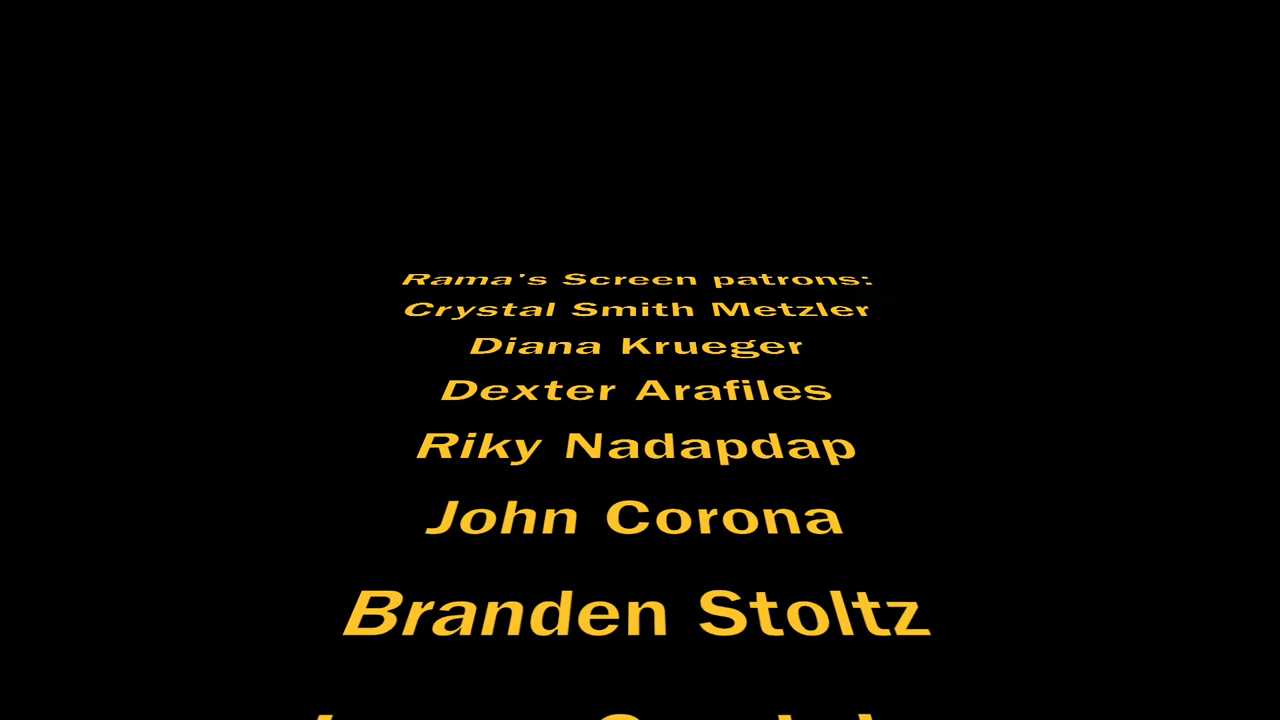 Rama's Screen patrons:
Crystal Smith Metzler
Diana Krueger
Dexter Arafiles
Riky Nadapdap
John Corona
Branden Stoltz